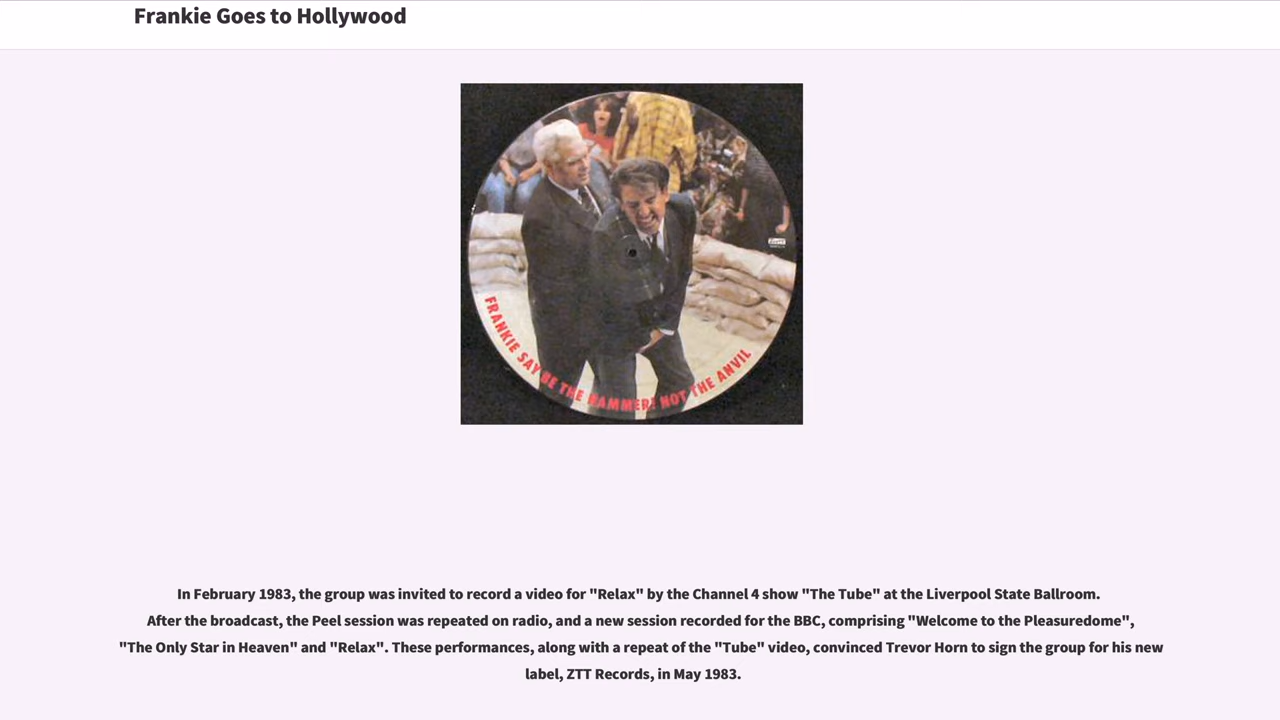 Frankie Goes to Hollywood
FRANKIE SAY BE THE HAMMER! NOT THE ANVIL
In February 1983, the group was invited to record a video for "Relax" by the Channel 4 show "The Tube" at the Liverpool State Ballroom.
After the broadcast, the Peel session was repeated on radio, and a new session recorded for the BBC, comprising "Welcome to the Pleasuredome",
"The Only Star in Heaven" and "Relax". These performances, along with a repeat of the "Tube" video, convinced Trevor Horn to sign the group for his new
label, ZTT Records, in May 1983.